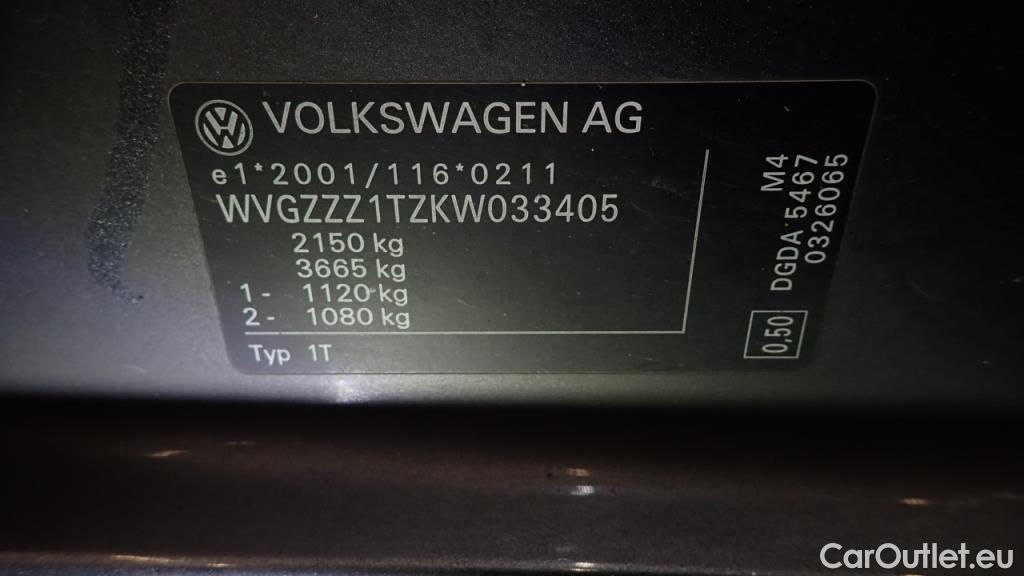 VOLKSWAGEN AG
e1*2001/116*0211
WVGZZZ1TZKW033405
2150 kg
3665 kg
1- 1120 kg
2- 1080 kg
Typ 1T
M4
DGDA 5467
0326065
0,50
CarOutlet.eu